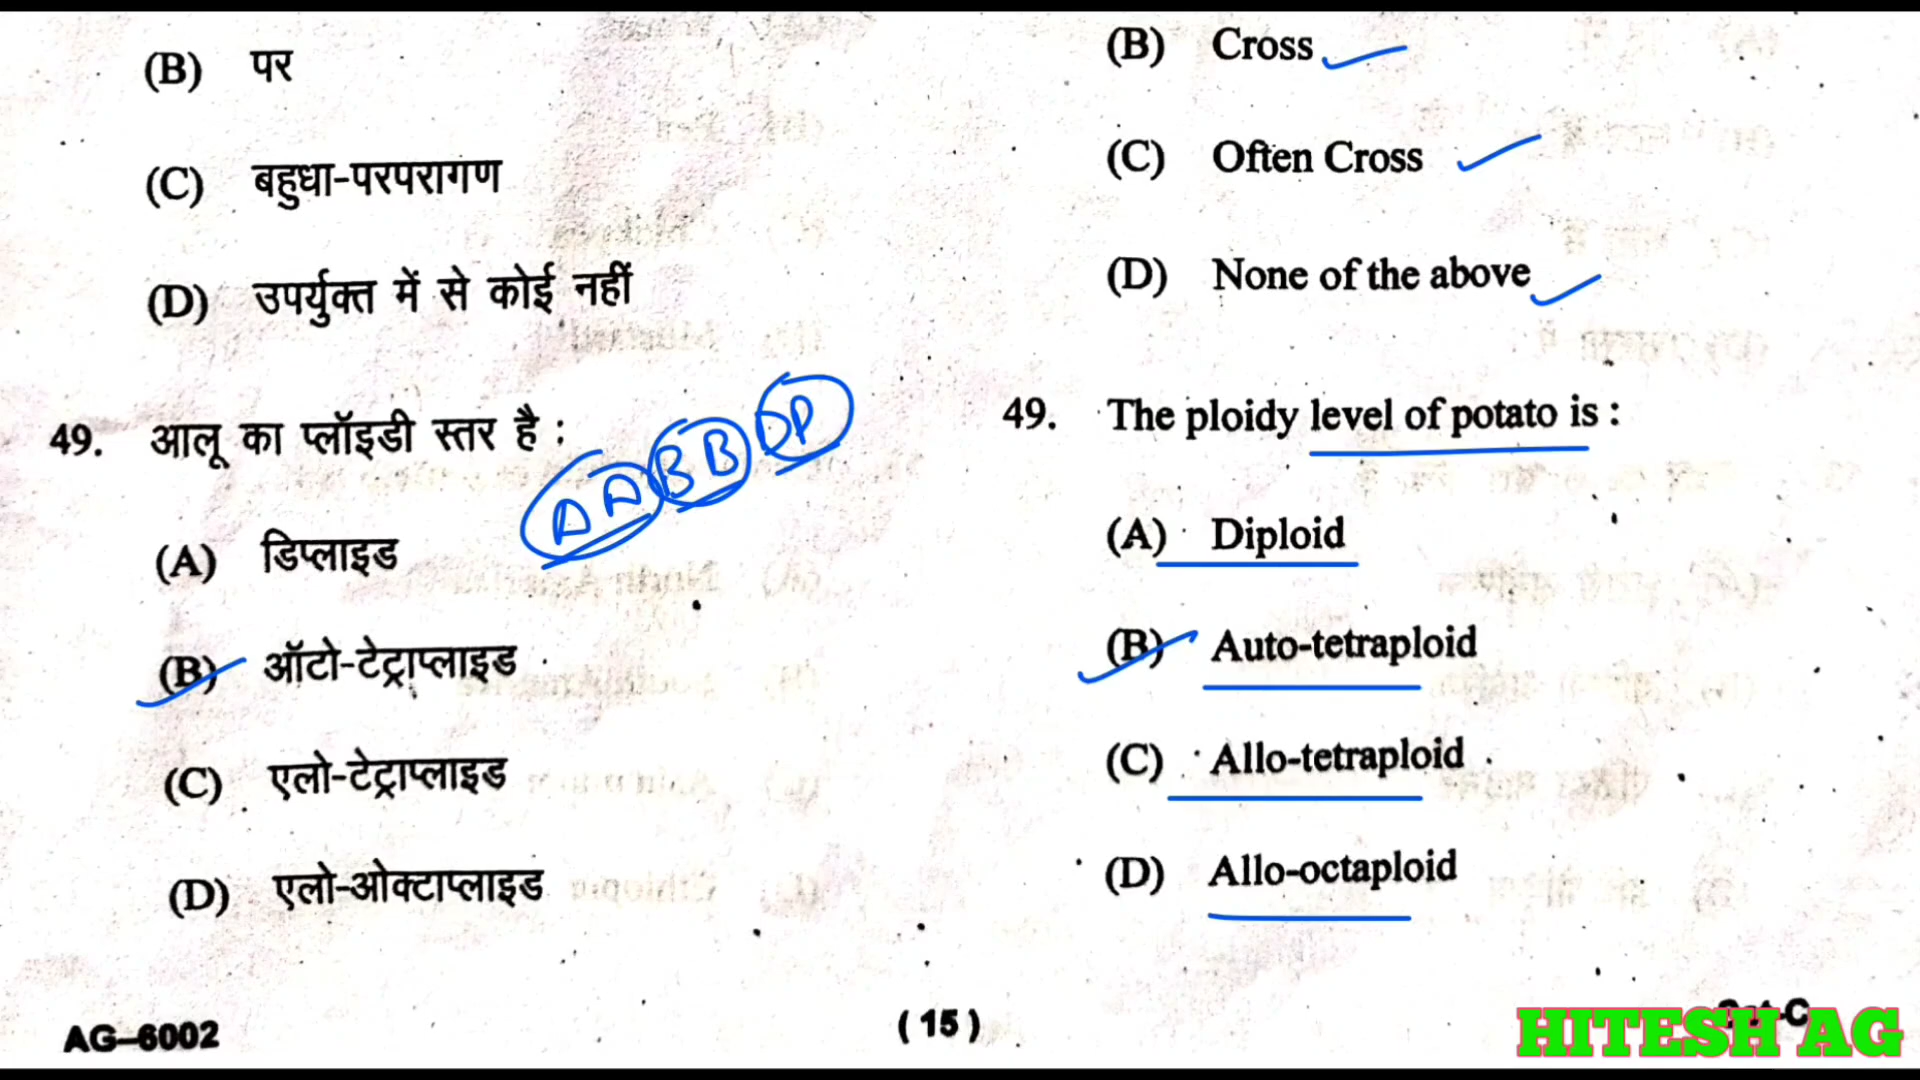 (B) पर
(C) बहुधा-परपरागण
(D) उपर्युक्त में से कोई नहीं
49. आलू का प्लॉइडी स्तर है :
A A B B D D
(A) डिप्लाइड
(B) ऑटो-टेट्राप्लाइड
(C) एलो-टेट्राप्लाइड
(D) एलो-ओक्टाप्लाइड
AG–6002
(B) Cross
(C) Often Cross
(D) None of the above
49. The ploidy level of potato is :
(A) Diploid
(B) Auto-tetraploid
(C) Allo-tetraploid
(D) Allo-octaploid
( 15 )
HITESH AG